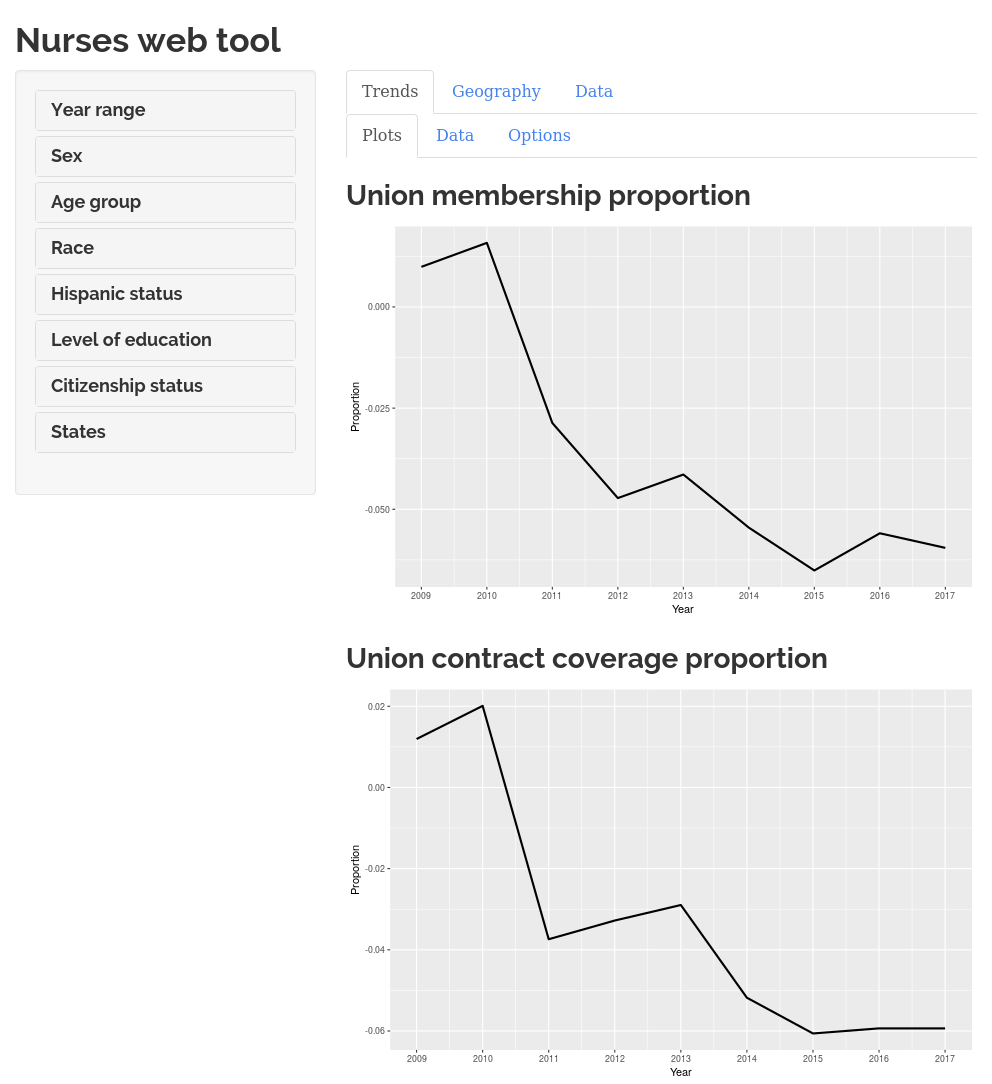 Nurses web tool
Year range
Sex
Age group
Race
Hispanic status
Level of education
Citizenship status
States
Trends Geography Data
Plots Data Options
Union membership proportion
0.000
-0.025
-0.050
Proportion
2009 2010 2011 2012 2013 2014 2015 2016 2017
Year
Union contract coverage proportion
0.02
0.00
-0.02
-0.04
-0.06
Proportion
2009 2010 2011 2012 2013 2014 2015 2016 2017
Year